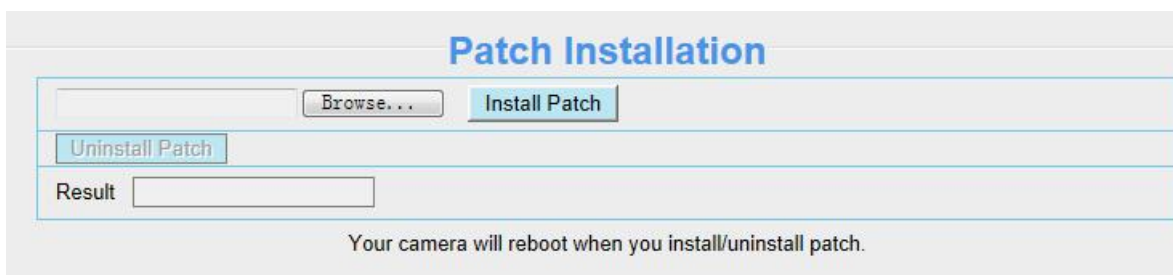 Patch Installation
Browse... Install Patch
Uninstall Patch
Result
Your camera will reboot when you install/uninstall patch.